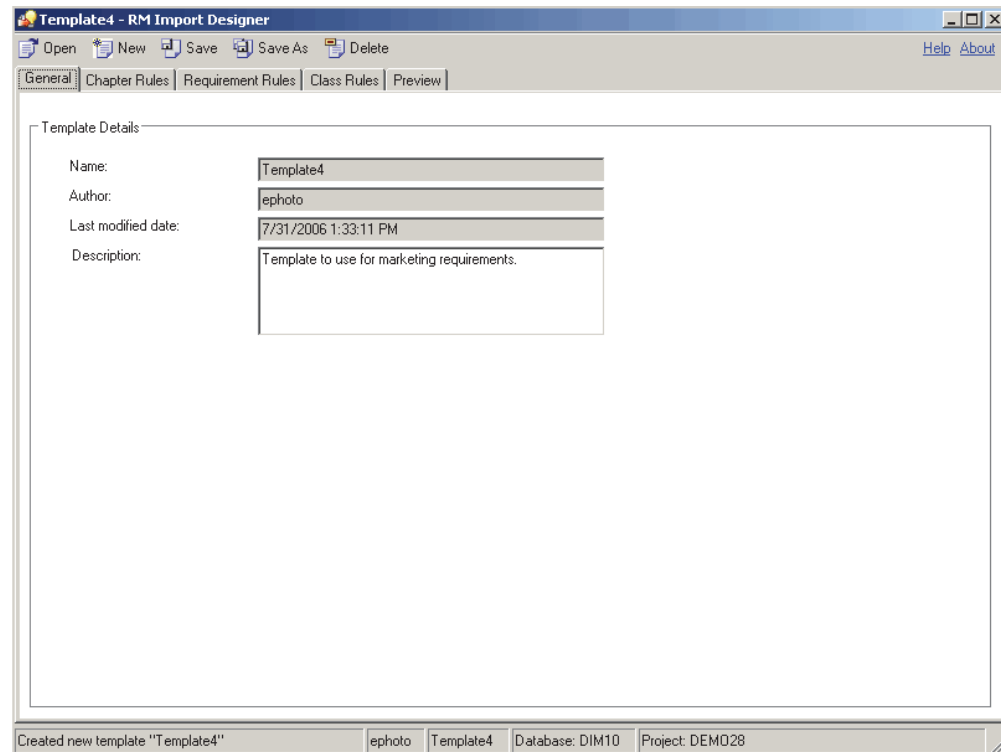 Template4 - RM Import Designer
Open New Save Save As Delete Help About
General Chapter Rules Requirement Rules Class Rules Preview
Template Details
Name: Template4
Author: ephoto
Last modified date: 7/31/2006 1:33:11 PM
Description: Template to use for marketing requirements.
Created new template "Template4" ephoto Template4 Database: DIM10 Project: DEMO28